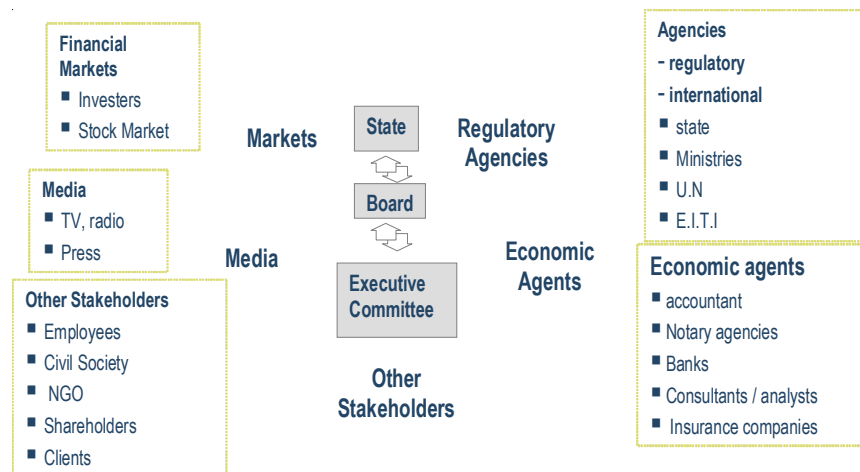 Financial
Markets
▪ Investers
▪ Stock Market
Media
▪ TV, radio
▪ Press
Other Stakeholders
▪ Employees
▪ Civil Society
▪ NGO
▪ Shareholders
▪ Clients
Markets
State
Regulatory
Agencies
Board
Media
Economic
Agents
Executive
Committee
Other
Stakeholders
Agencies
- regulatory
- international
▪ state
▪ Ministries
▪ U.N
▪ E.I.T.I
Economic agents
▪ accountant
▪ Notary agencies
▪ Banks
▪ Consultants / analysts
▪ Insurance companies